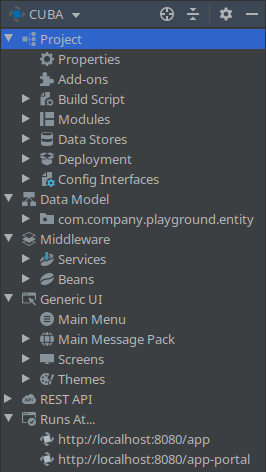 CUBA
Project
Properties
Add-ons
Build Script
Modules
Data Stores
Deployment
Config Interfaces
Data Model
com.company.playground.entity
Middleware
Services
Beans
Generic UI
Main Menu
Main Message Pack
Screens
Themes
REST API
Runs At...
http://localhost:8080/app
http://localhost:8080/app-portal